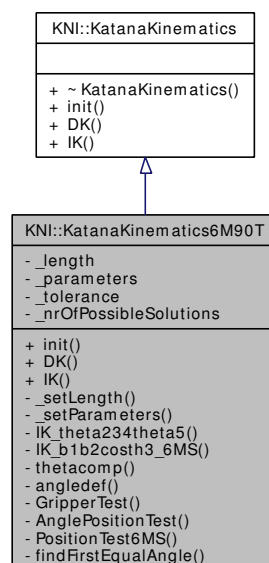 KNI::KatanaKinematics
+ ~ KatanaKinematics()
+ init()
+ DK()
+ IK()
KNI::KatanaKinematics6M90T
- _length
- _parameters
- _tolerance
- _nrOfPossibleSolutions
+ init()
+ DK()
+ IK()
- _setLength()
- _setParameters()
- IK_theta234theta5()
- IK_b1b2costh3_6MS()
- thetacomp()
- angledef()
- GripperTest()
- AnglePositionTest()
- PositionTest6MS()
- findFirstEqualAngle()